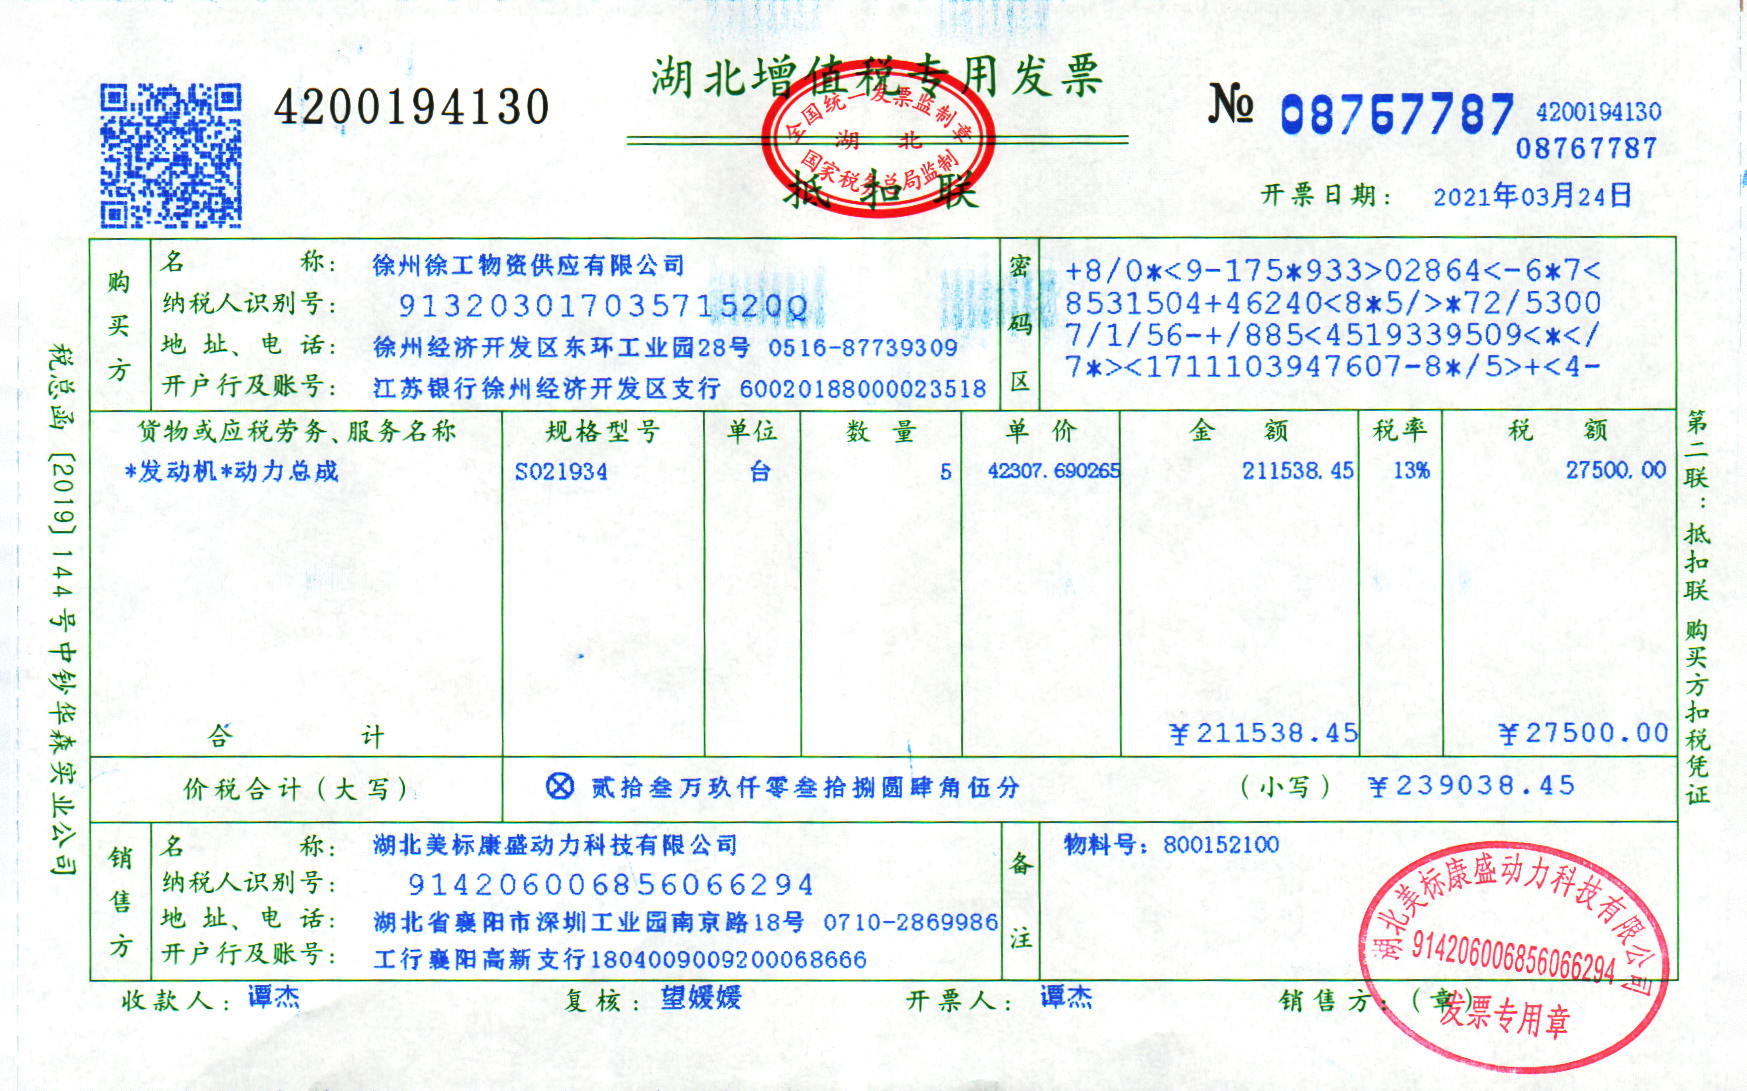 湖北增值税专用发票
4200194130
№ 08767787
4200194130
08767787
全国统一发票监制章
湖 北
国家税务总局监制
抵 扣 联
开票日期： 2021年03月24日
购买方
名 称： 徐州徐工物资供应有限公司
纳税人识别号： 91320301703571520Q
地 址、电 话： 徐州经济开发区东环工业园28号 0516-87739309
开户行及账号： 江苏银行徐州经济开发区支行 60020188000023518
密码区
+8/0*<9-175*933>02864<-6*7<
8531504+46240<8*5/>*72/5300
7/1/56-+/885<4519339509<*</
7*><1711103947607-8*/5>+<4-
货物或应税劳务、服务名称 规格型号 单位 数 量 单 价 金 额 税率 税 额
*发动机*动力总成 S021934 台 5 42307.690265 211538.45 13% 27500.00
合 计 ¥211538.45 ¥27500.00
价税合计（大写） ⊗贰拾叁万玖仟零叁拾捌圆肆角伍分 （小写） ¥239038.45
销售方
名 称： 湖北美标康盛动力科技有限公司
纳税人识别号： 914206006856066294
地 址、电 话： 湖北省襄阳市深圳工业园南京路18号 0710-2869986
开户行及账号： 工行襄阳高新支行1804009009200068666
备注
物料号：800152100
收款人：谭杰 复核：望媛媛 开票人：谭杰 销售方：（章）
湖北美标康盛动力科技有限公司
914206006856066294
发票专用章
税总函〔2019〕144号中钞华森实业公司
第二联：抵扣联 购买方扣税凭证